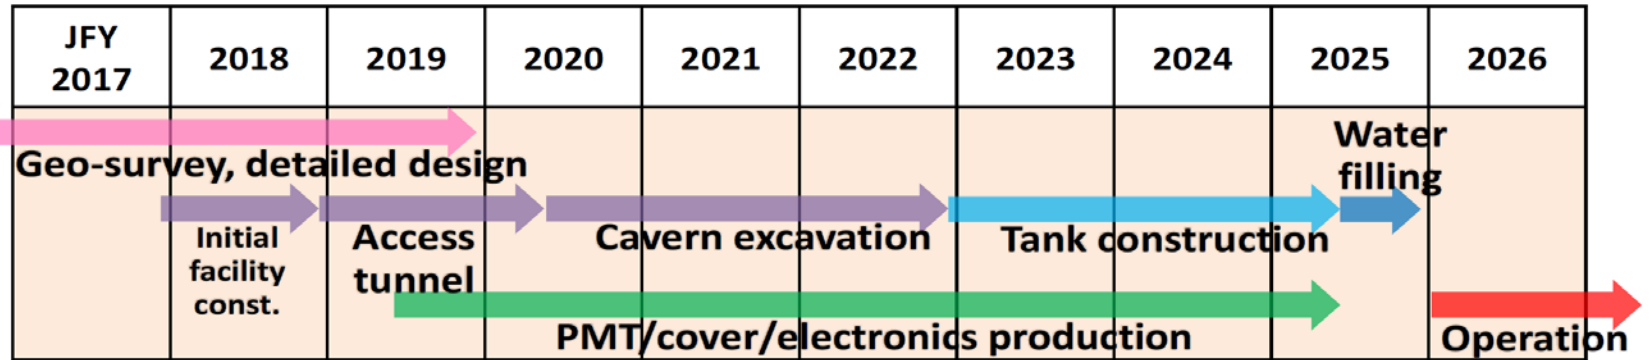 JFY
2017
2018
2019
2020
2021
2022
2023
2024
2025
2026
Geo-survey, detailed design
Water
filling
Initial
facility
const.
Access
tunnel
Cavern excavation
Tank construction
PMT/cover/electronics production
Operation